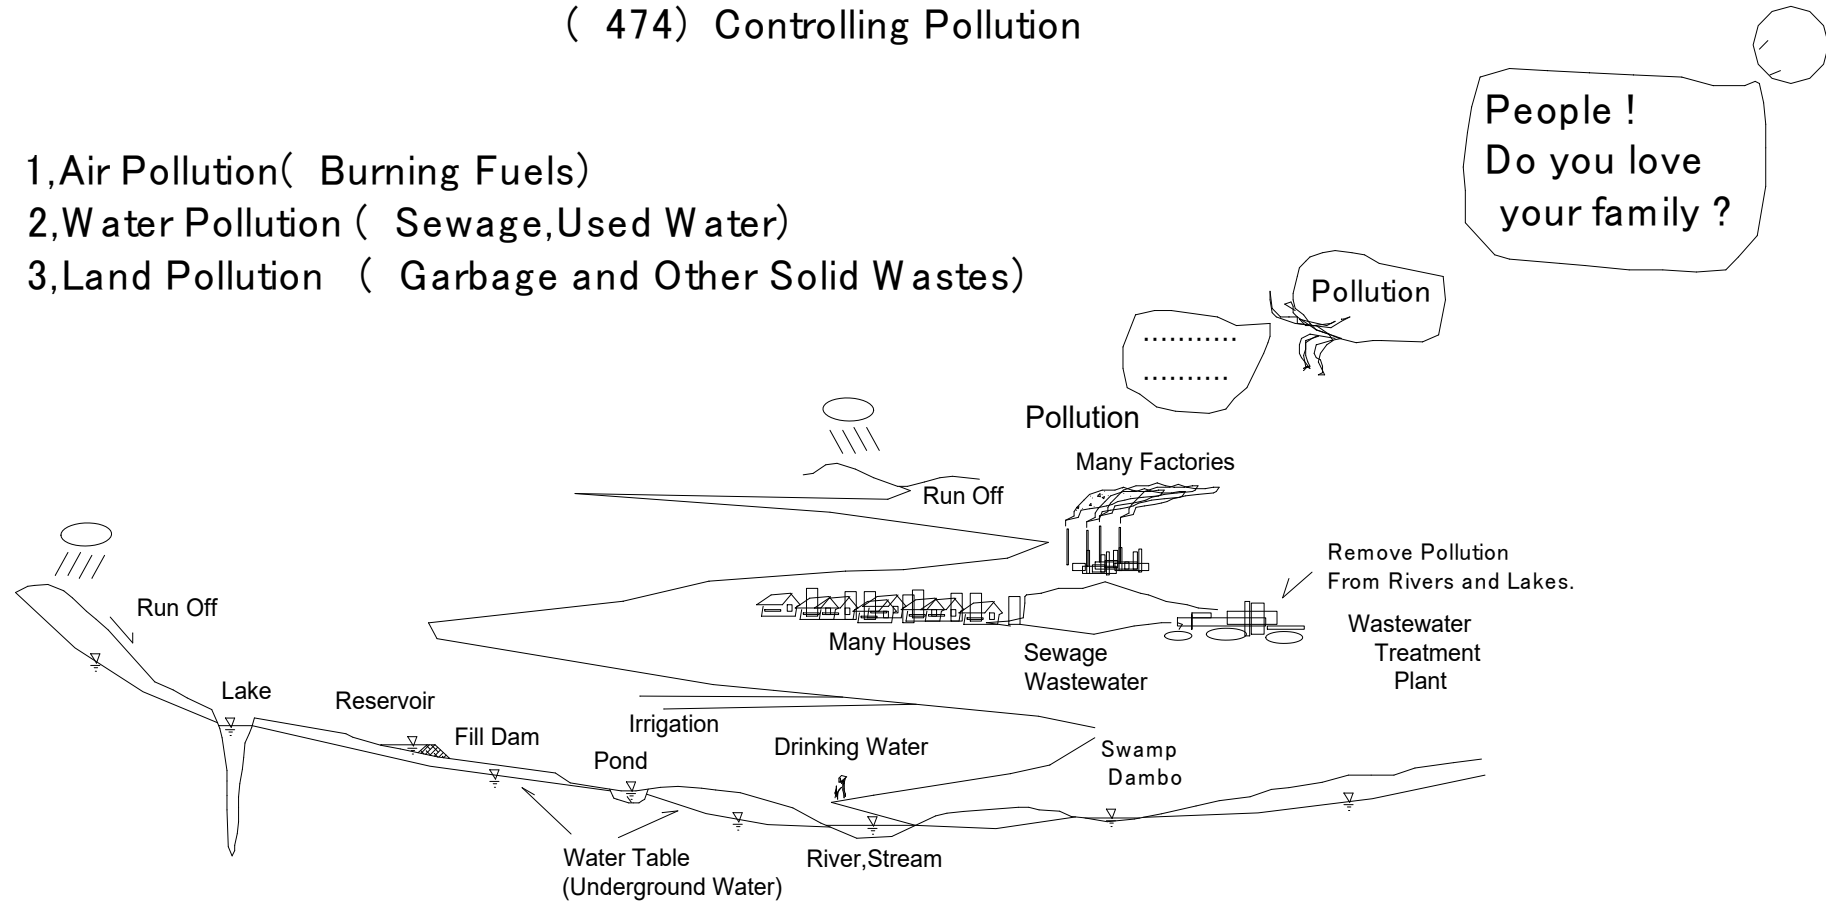 ( 474) Controlling Pollution
People !
Do you love
your family ?
1,Air Pollution( Burning Fuels)
2,Water Pollution ( Sewage,Used Water)
3,Land Pollution ( Garbage and Other Solid Wastes)
Pollution
...........
..........
Pollution
Many Factories
Run Off
Remove Pollution
From Rivers and Lakes.
Run Off
Many Houses
Sewage
Wastewater
Wastewater
Treatment
Plant
Lake
Reservoir
Irrigation
Fill Dam
Drinking Water
Pond
Swamp
Dambo
Water Table
(Underground Water)
River,Stream